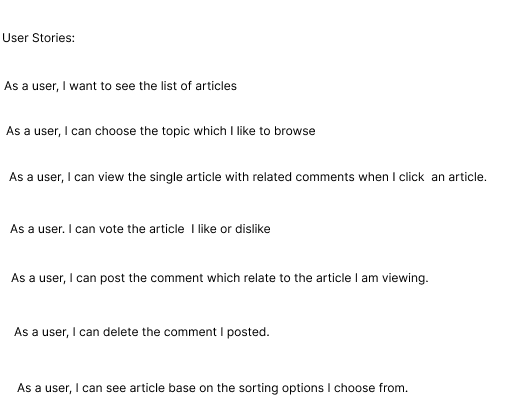 User Stories:
As a user, I want to see the list of articles
As a user, I can choose the topic which I like to browse
As a user, I can view the single article with related comments when I click  an article.
As a user. I can vote the article  I like or dislike
As a user, I can post the comment which relate to the article I am viewing.
As a user, I can delete the comment I posted.
As a user, I can see article base on the sorting options I choose from.